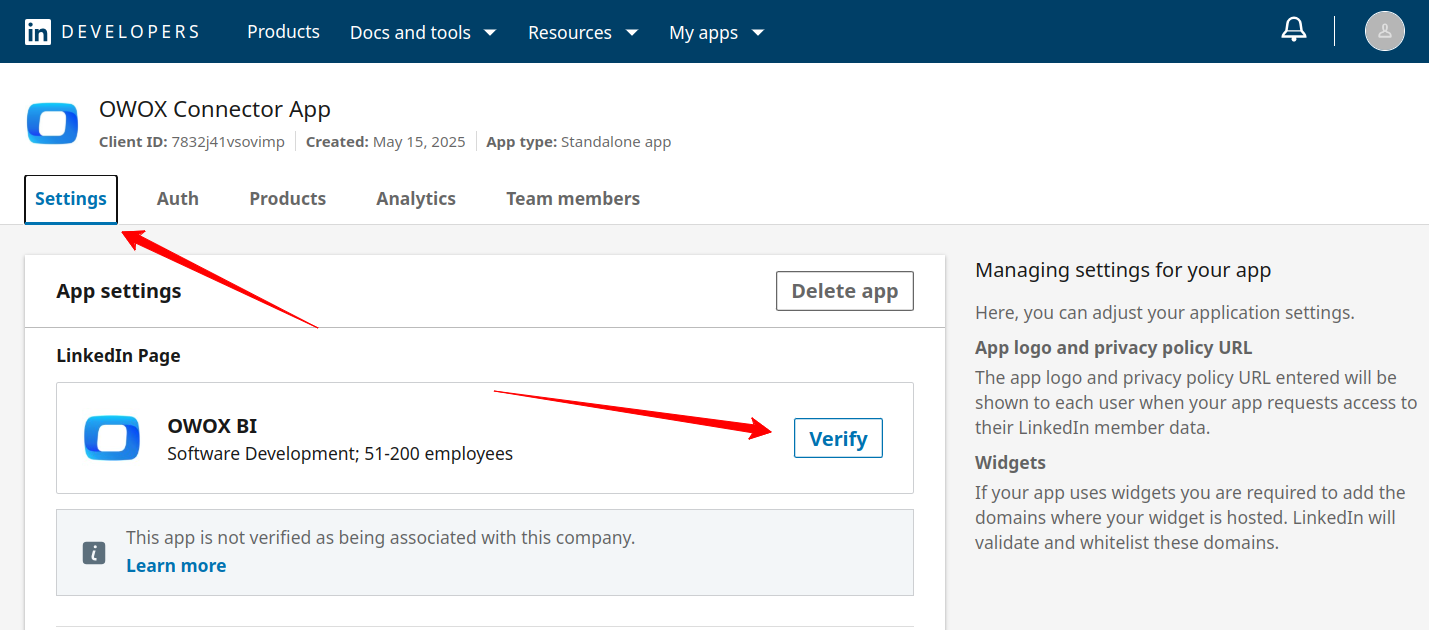 in DEVELOPERS Products Docs and tools Resources My apps
OWOX Connector App
Client ID: 7832j41vsovimp Created: May 15, 2025 App type: Standalone app
Settings Auth Products Analytics Team members
App settings
Delete app
LinkedIn Page
OWOX BI
Software Development; 51-200 employees
Verify
This app is not verified as being associated with this company.
Learn more
Managing settings for your app
Here, you can adjust your application settings.
App logo and privacy policy URL
The app logo and privacy policy URL entered will be
shown to each user when your app requests access to
their LinkedIn member data.
Widgets
If your app uses widgets you are required to add the
domains where your widget is hosted. LinkedIn will
validate and whitelist these domains.